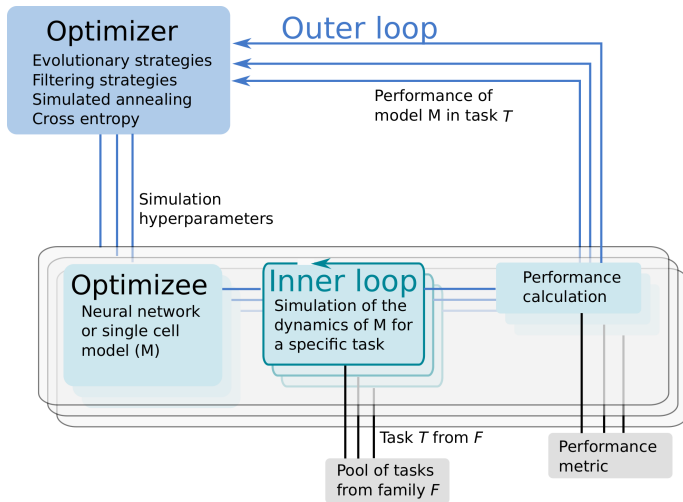 Optimizer
Evolutionary strategies
Filtering strategies
Simulated annealing
Cross entropy
Outer loop
Performance of
model M in task T
Simulation
hyperparameters
Optimizee
Neural network
or single cell
model (M)
Inner loop
Simulation of the
dynamics of M for
a specific task
Performance
calculation
Task T from F
Pool of tasks
from family F
Performance
metric